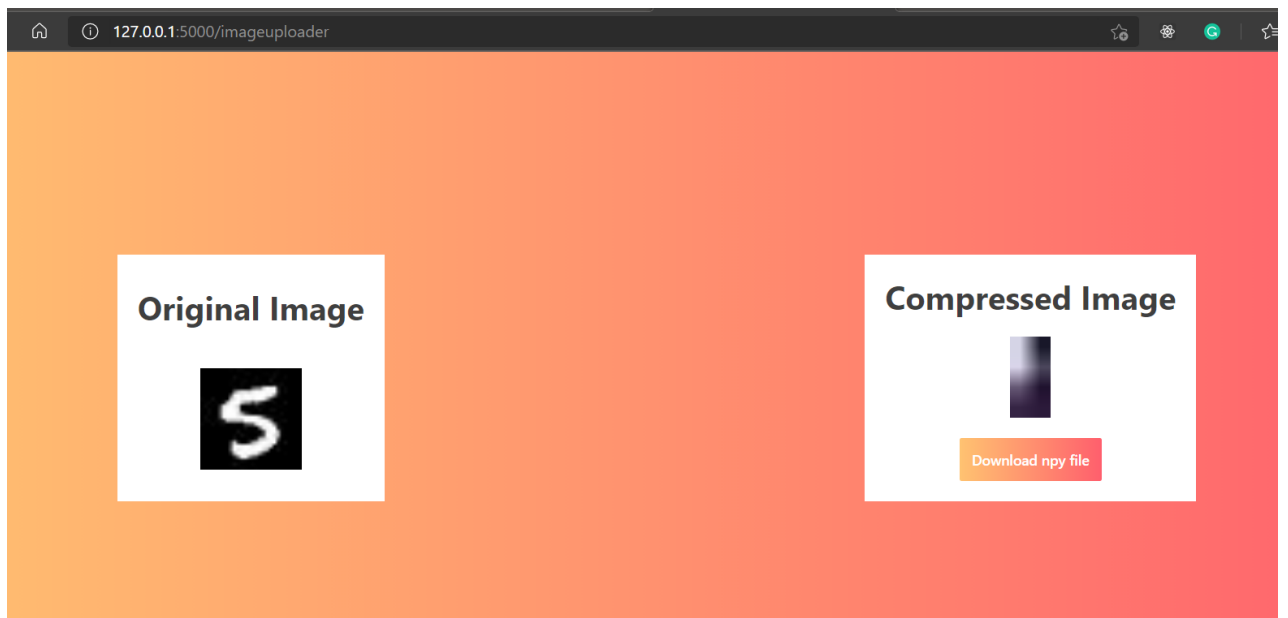 127.0.0.1:5000/imageuploader
Original Image
5
Compressed Image
Download npy file